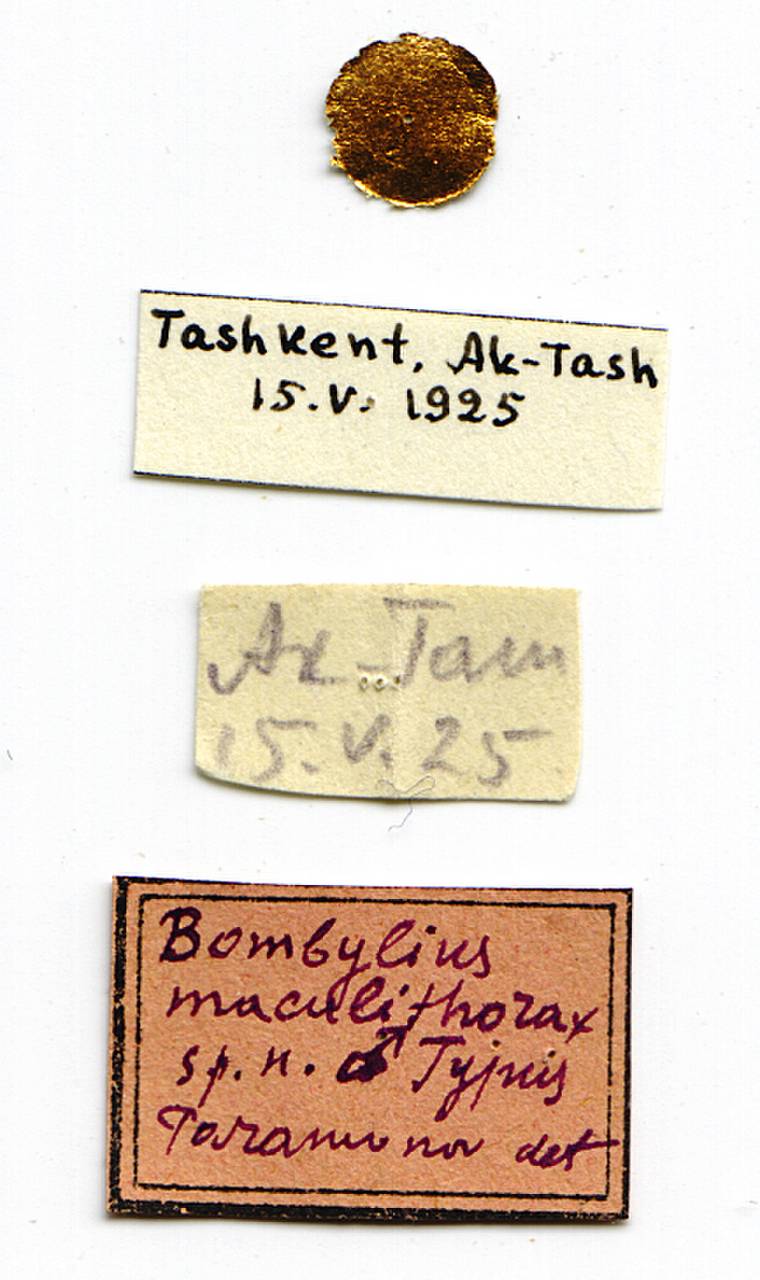 Tashkent, Ak-Tash
15.V. 1925
Ак-Таш
15.V.25
Bombylius
maculithorax
sp. n. ♂ Typus
Paramonov det